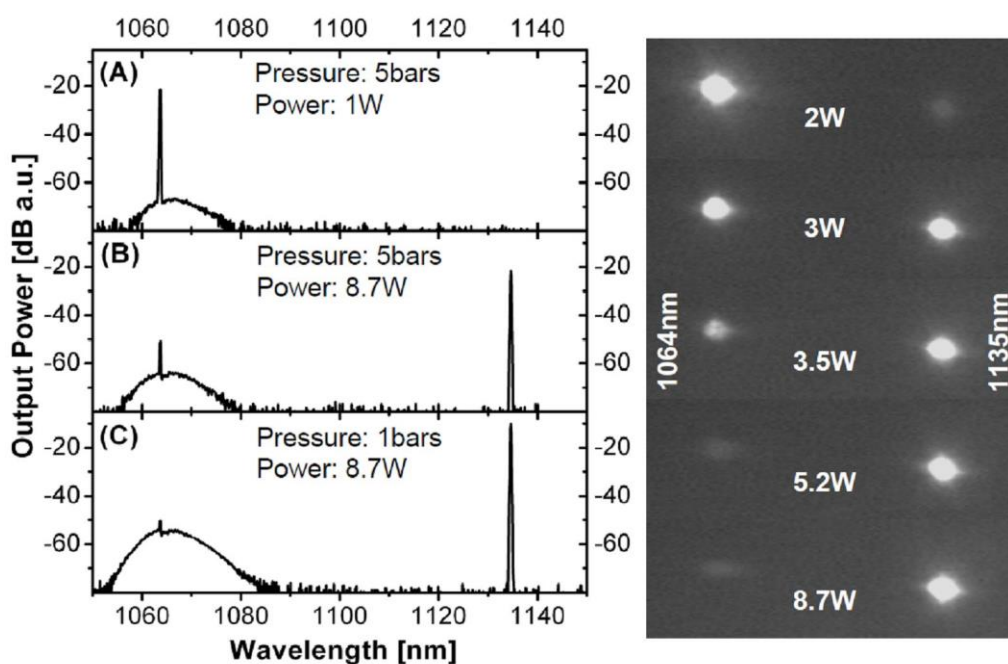 1060 1080 1100 1120 1140
(A)
Pressure: 5bars
Power: 1W
-20 -20
-40 -40
-60 -60
(B)
Pressure: 5bars
Power: 8.7W
-20 -20
-40 -40
-60 -60
(C)
Pressure: 1bars
Power: 8.7W
-20 -20
-40 -40
-60 -60
1060 1080 1100 1120 1140
Wavelength [nm]
Output Power [dB a.u.]
2W
3W
3.5W
5.2W
8.7W
1064nm
1135nm